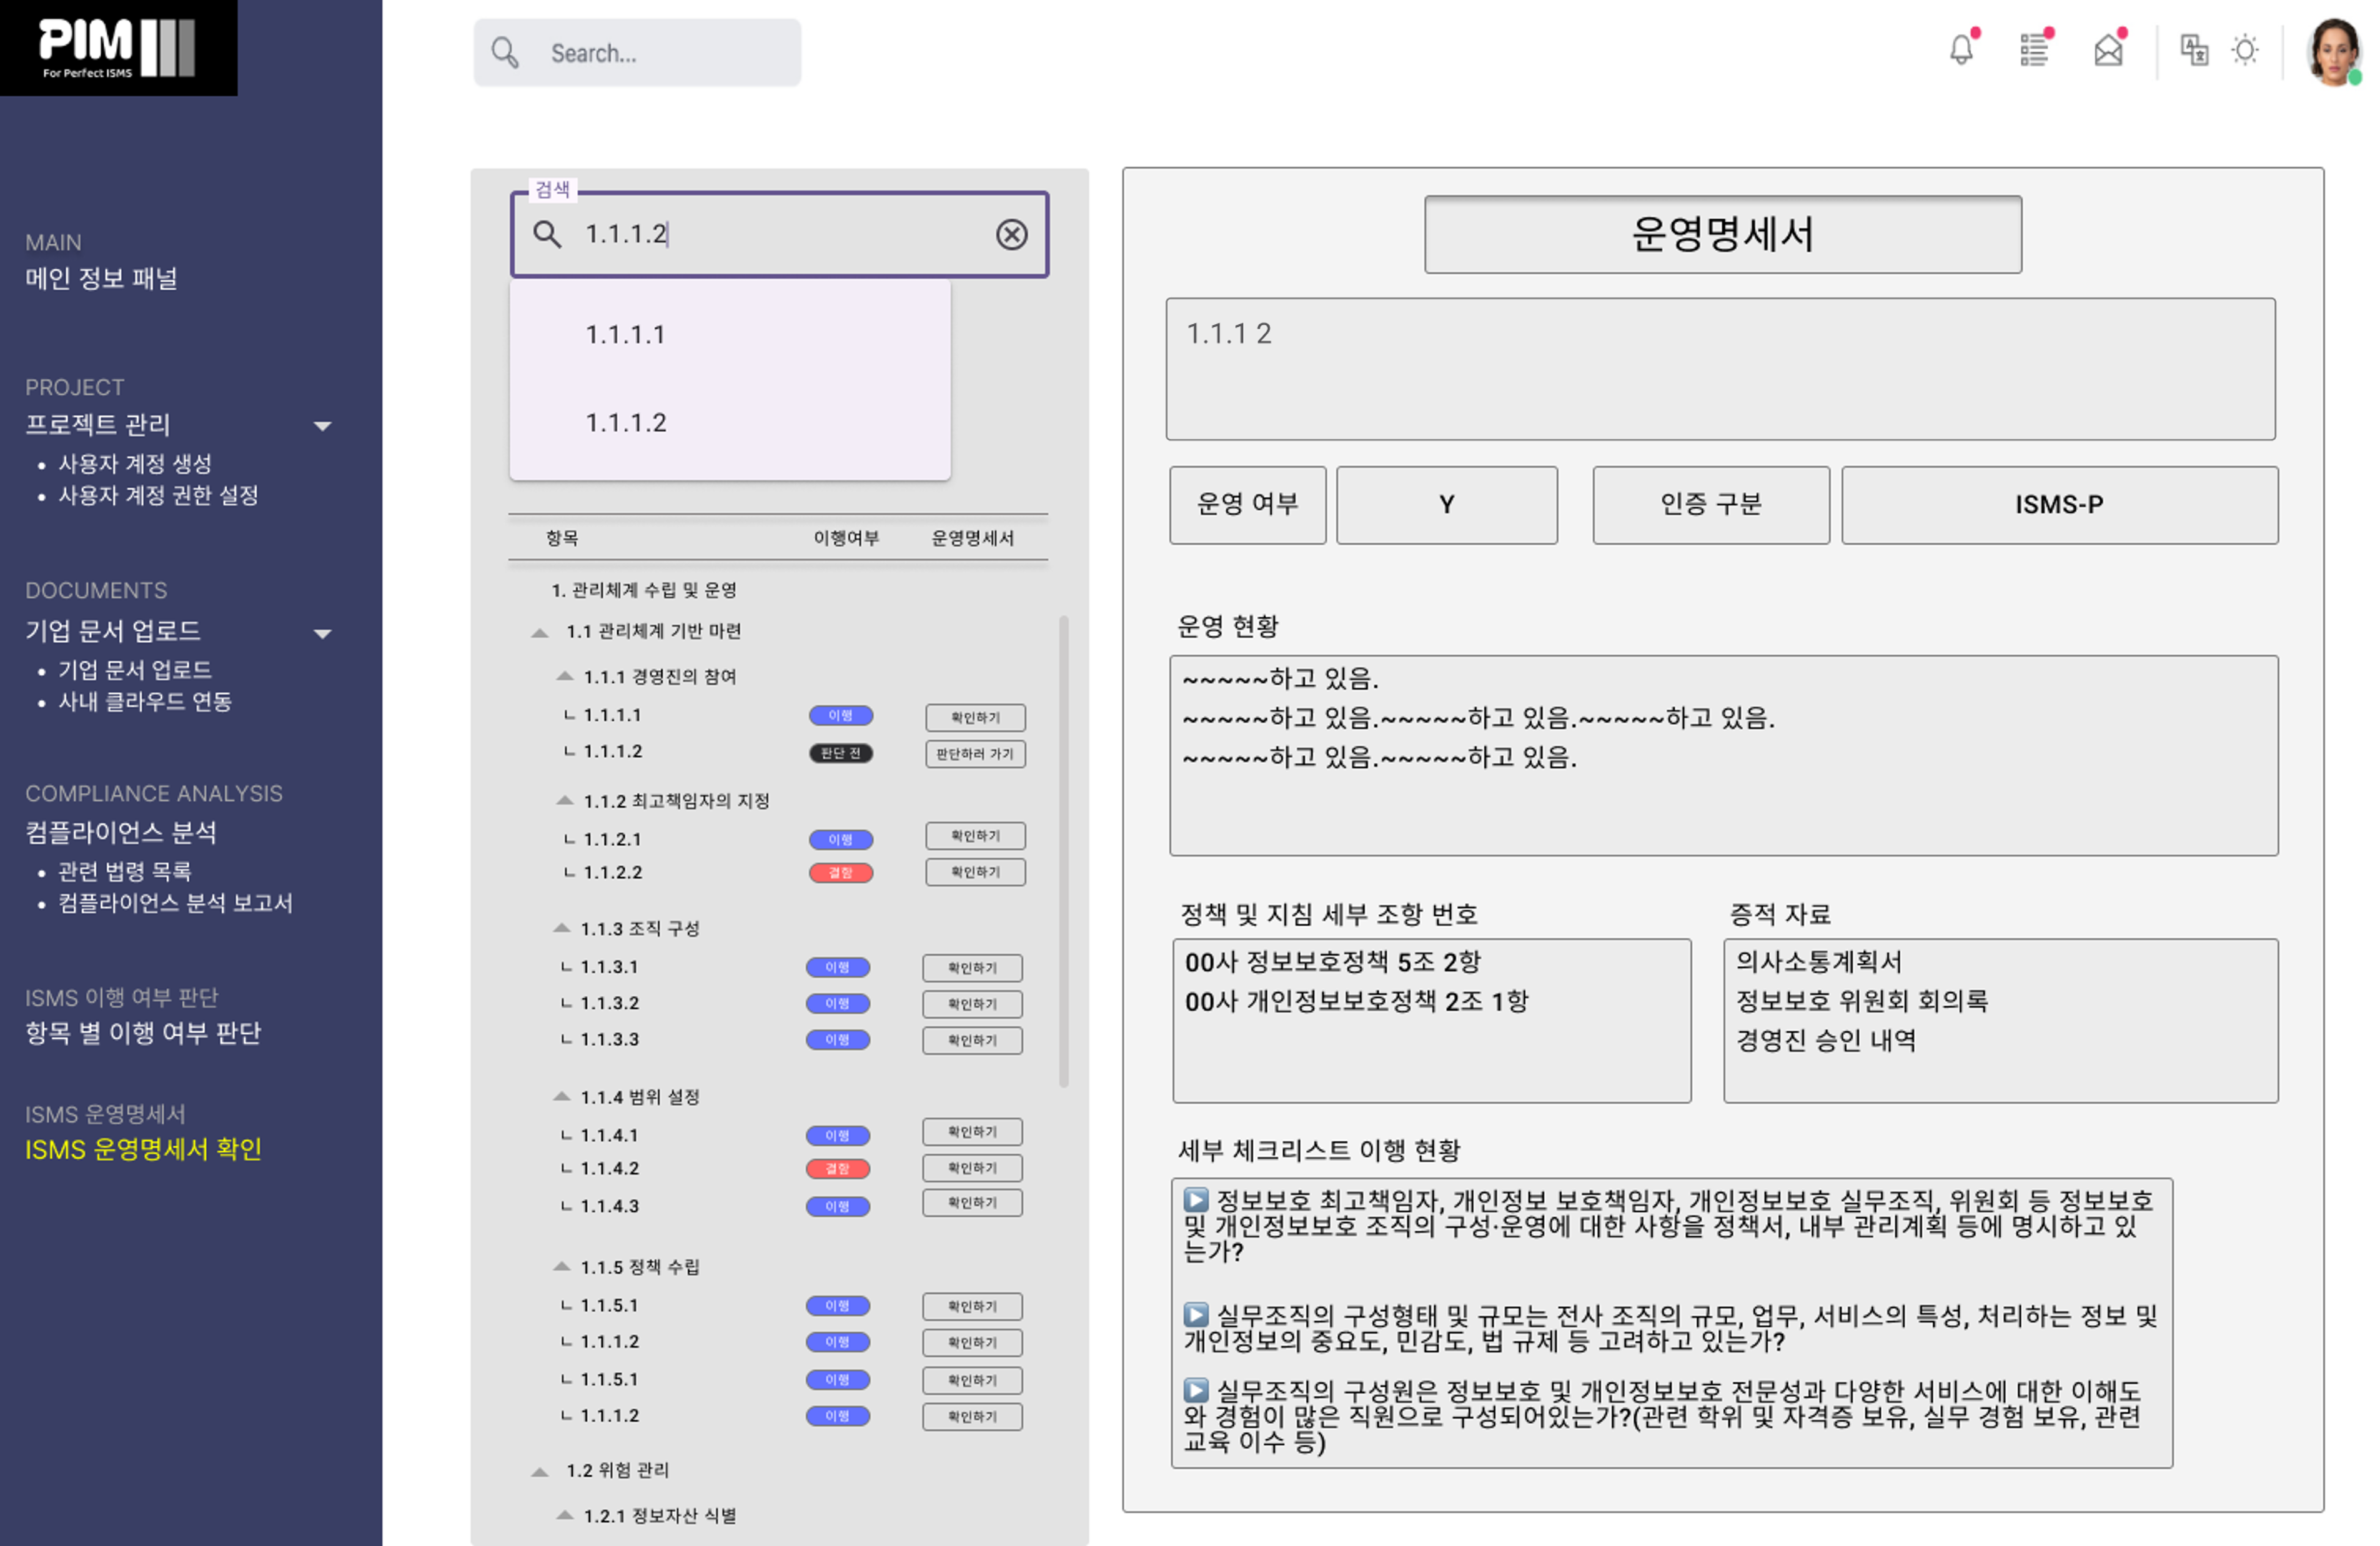 PIM
For Perfect ISMS
Search...
MAIN
메인 정보 패널
PROJECT
프로젝트 관리
• 사용자 계정 생성
• 사용자 계정 권한 설정
DOCUMENTS
기업 문서 업로드
• 기업 문서 업로드
• 사내 클라우드 연동
COMPLIANCE ANALYSIS
컴플라이언스 분석
• 관련 법령 목록
• 컴플라이언스 분석 보고서
ISMS 이행 여부 판단
항목 별 이행 여부 판단
ISMS 운영명세서
ISMS 운영명세서 확인
검색
1.1.1.2
1.1.1.1
1.1.1.2
항목 이행여부 운영명세서
1. 관리체계 수립 및 운영
1.1 관리체계 기반 마련
1.1.1 경영진의 참여
ㄴ 1.1.1.1 이행 확인하기
ㄴ 1.1.1.2 판단 전 판단하러 가기
1.1.2 최고책임자의 지정
ㄴ 1.1.2.1 이행 확인하기
ㄴ 1.1.2.2 결함 확인하기
1.1.3 조직 구성
ㄴ 1.1.3.1 이행 확인하기
ㄴ 1.1.3.2 이행 확인하기
ㄴ 1.1.3.3 이행 확인하기
1.1.4 범위 설정
ㄴ 1.1.4.1 이행 확인하기
ㄴ 1.1.4.2 결함 확인하기
ㄴ 1.1.4.3 이행 확인하기
1.1.5 정책 수립
ㄴ 1.1.5.1 이행 확인하기
ㄴ 1.1.1.2 이행 확인하기
ㄴ 1.1.5.1 이행 확인하기
ㄴ 1.1.1.2 이행 확인하기
1.2 위험 관리
1.2.1 정보자산 식별
운영명세서
1.1.1 2
운영 여부 Y 인증 구분 ISMS-P
운영 현황
~~~~~하고 있음.
~~~~~하고 있음.~~~~~하고 있음.~~~~~하고 있음.
~~~~~하고 있음.~~~~~하고 있음.
정책 및 지침 세부 조항 번호
00사 정보보호정책 5조 2항
00사 개인정보보호정책 2조 1항
증적 자료
의사소통계획서
정보보호 위원회 회의록
경영진 승인 내역
세부 체크리스트 이행 현황
▶ 정보보호 최고책임자, 개인정보 보호책임자, 개인정보보호 실무조직, 위원회 등 정보보호
및 개인정보보호 조직의 구성·운영에 대한 사항을 정책서, 내부 관리계획 등에 명시하고 있
는가?
▶ 실무조직의 구성형태 및 규모는 전사 조직의 규모, 업무, 서비스의 특성, 처리하는 정보 및
개인정보의 중요도, 민감도, 법 규제 등 고려하고 있는가?
▶ 실무조직의 구성원은 정보보호 및 개인정보보호 전문성과 다양한 서비스에 대한 이해도
와 경험이 많은 직원으로 구성되어있는가?(관련 학위 및 자격증 보유, 실무 경험 보유, 관련
교육 이수 등)